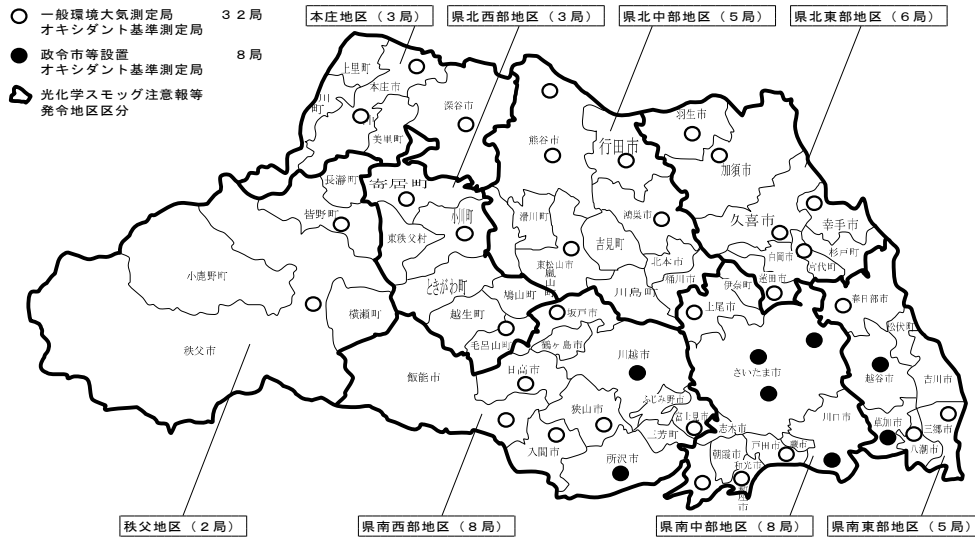 一般環境大気測定局 32局
オキシダント基準測定局
政令市等設置 8局
オキシダント基準測定局
光化学スモッグ注意報等
発令地区区分
本庄地区(3局)
県北西部地区(3局)
県北中部地区(5局)
県北東部地区(6局)
上里町
本庄市
川町
美里町
深谷市
熊谷市
行田市
羽生市
加須市
長瀞町
寄居町
皆野町
小川町
東秩父村
滑川町
鴻巣市
吉見町
久喜市
幸手市
杉戸町
白岡市
宮代町
小鹿野町
東松山市
嵐山町
北本市
桶川市
ときがわ町
鳩山町
川島町
伊奈町
蓮田市
春日部市
横瀬町
越生町
毛呂山町
坂戸市
鶴ヶ島市
上尾市
松伏町
秩父市
飯能市
日高市
川越市
さいたま市
越谷市
吉川市
狭山市
ふじみ野市
富士見市
三芳町
志木市
川口市
草加市
三郷市
八潮市
入間市
所沢市
朝霞市
和光市
戸田市
蕨市
秩父地区(2局)
県南西部地区(8局)
県南中部地区(8局)
県南東部地区(5局)